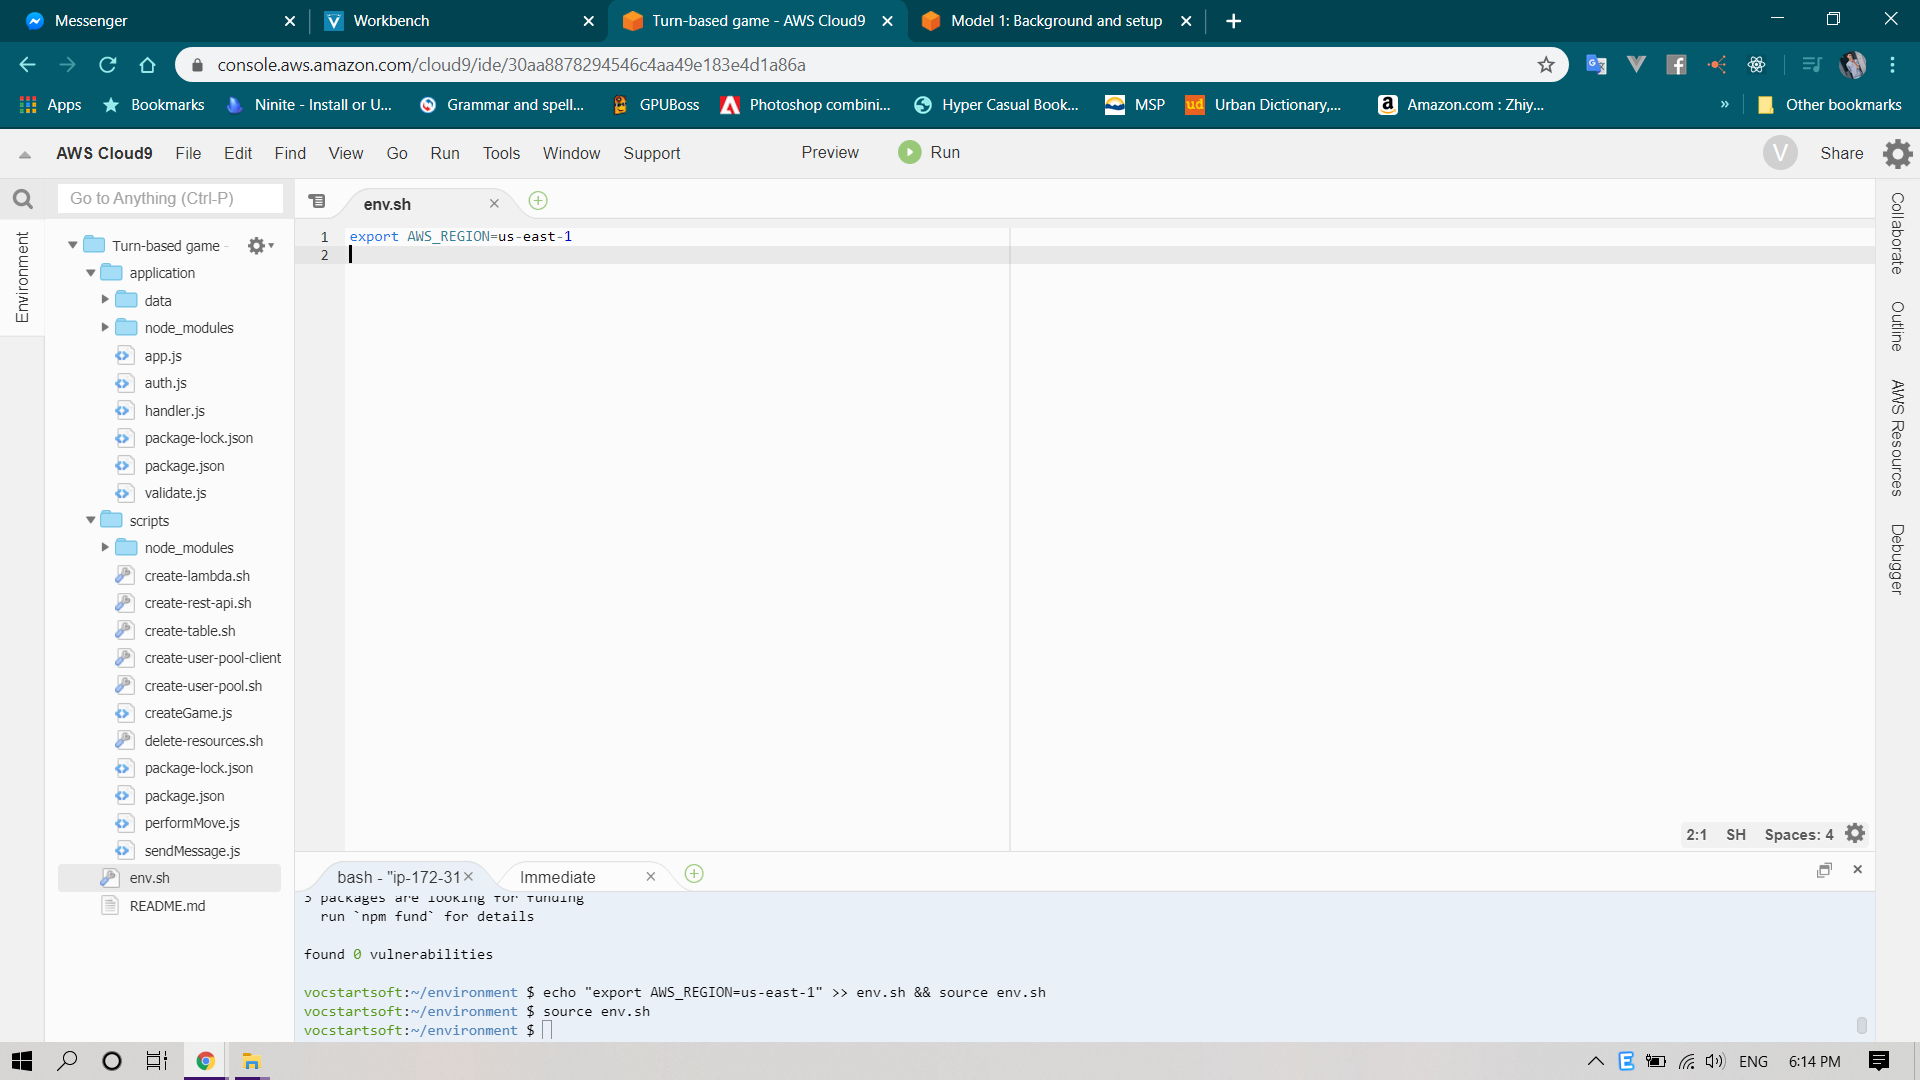 Messenger
Workbench
Turn-based game - AWS Cloud9
Model 1: Background and setup
console.aws.amazon.com/cloud9/ide/30aa8878294546c4aa49e183e4d1a86a
Apps
Bookmarks
Ninite - Install or U...
Grammar and spell...
GPUBoss
Photoshop combini...
Hyper Casual Book...
MSP
ud
Urban Dictionary,...
a
Amazon.com : Zhiy...
»
Other bookmarks
AWS Cloud9 File Edit Find View Go Run Tools Window Support
Preview
Run
V
Share
Go to Anything (Ctrl-P)
env.sh
Environment
Turn-based game -
application
data
node_modules
app.js
auth.js
handler.js
package-lock.json
package.json
validate.js
scripts
node_modules
create-lambda.sh
create-rest-api.sh
create-table.sh
create-user-pool-client
create-user-pool.sh
createGame.js
delete-resources.sh
package-lock.json
package.json
performMove.js
sendMessage.js
env.sh
README.md
1 export AWS_REGION=us-east-1
2
Collaborate
Outline
AWS Resources
Debugger
2:1 SH Spaces: 4
bash - "ip-172-31
Immediate
3 packages are looking for funding
run `npm fund` for details
found 0 vulnerabilities
vocstartsoft:~/environment $ echo "export AWS_REGION=us-east-1" >> env.sh && source env.sh
vocstartsoft:~/environment $ source env.sh
vocstartsoft:~/environment $
ENG
6:14 PM